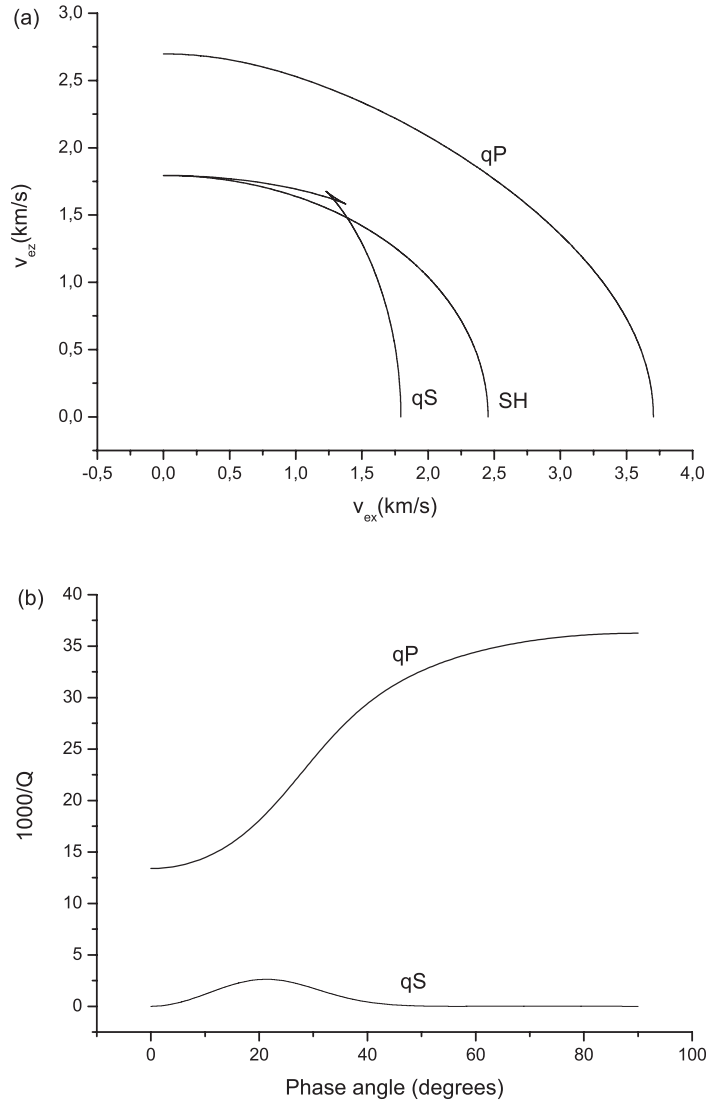 (a)
3,0
2,5
2,0
1,5
1,0
0,5
0,0
v_ez(km/s)
qP
qS
SH
-0,5 0,0 0,5 1,0 1,5 2,0 2,5 3,0 3,5 4,0
v_ex(km/s)
(b)
40
35
30
25
20
15
10
5
0
1000/Q
qP
qS
0 20 40 60 80 100
Phase angle (degrees)